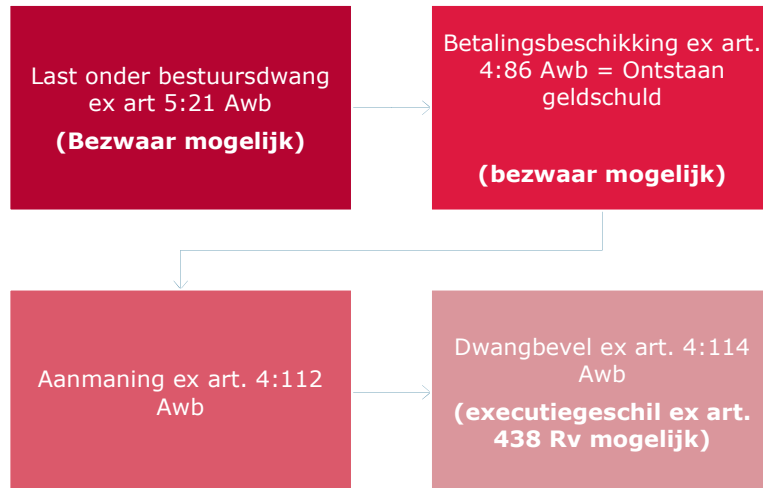 Last onder bestuursdwang
ex art 5:21 Awb
(Bezwaar mogelijk)
Betalingsbeschikking ex art.
4:86 Awb = Ontstaan
geldschuld
(bezwaar mogelijk)
Aanmaning ex art. 4:112
Awb
Dwangbevel ex art. 4:114
Awb
(executiegeschil ex art.
438 Rv mogelijk)